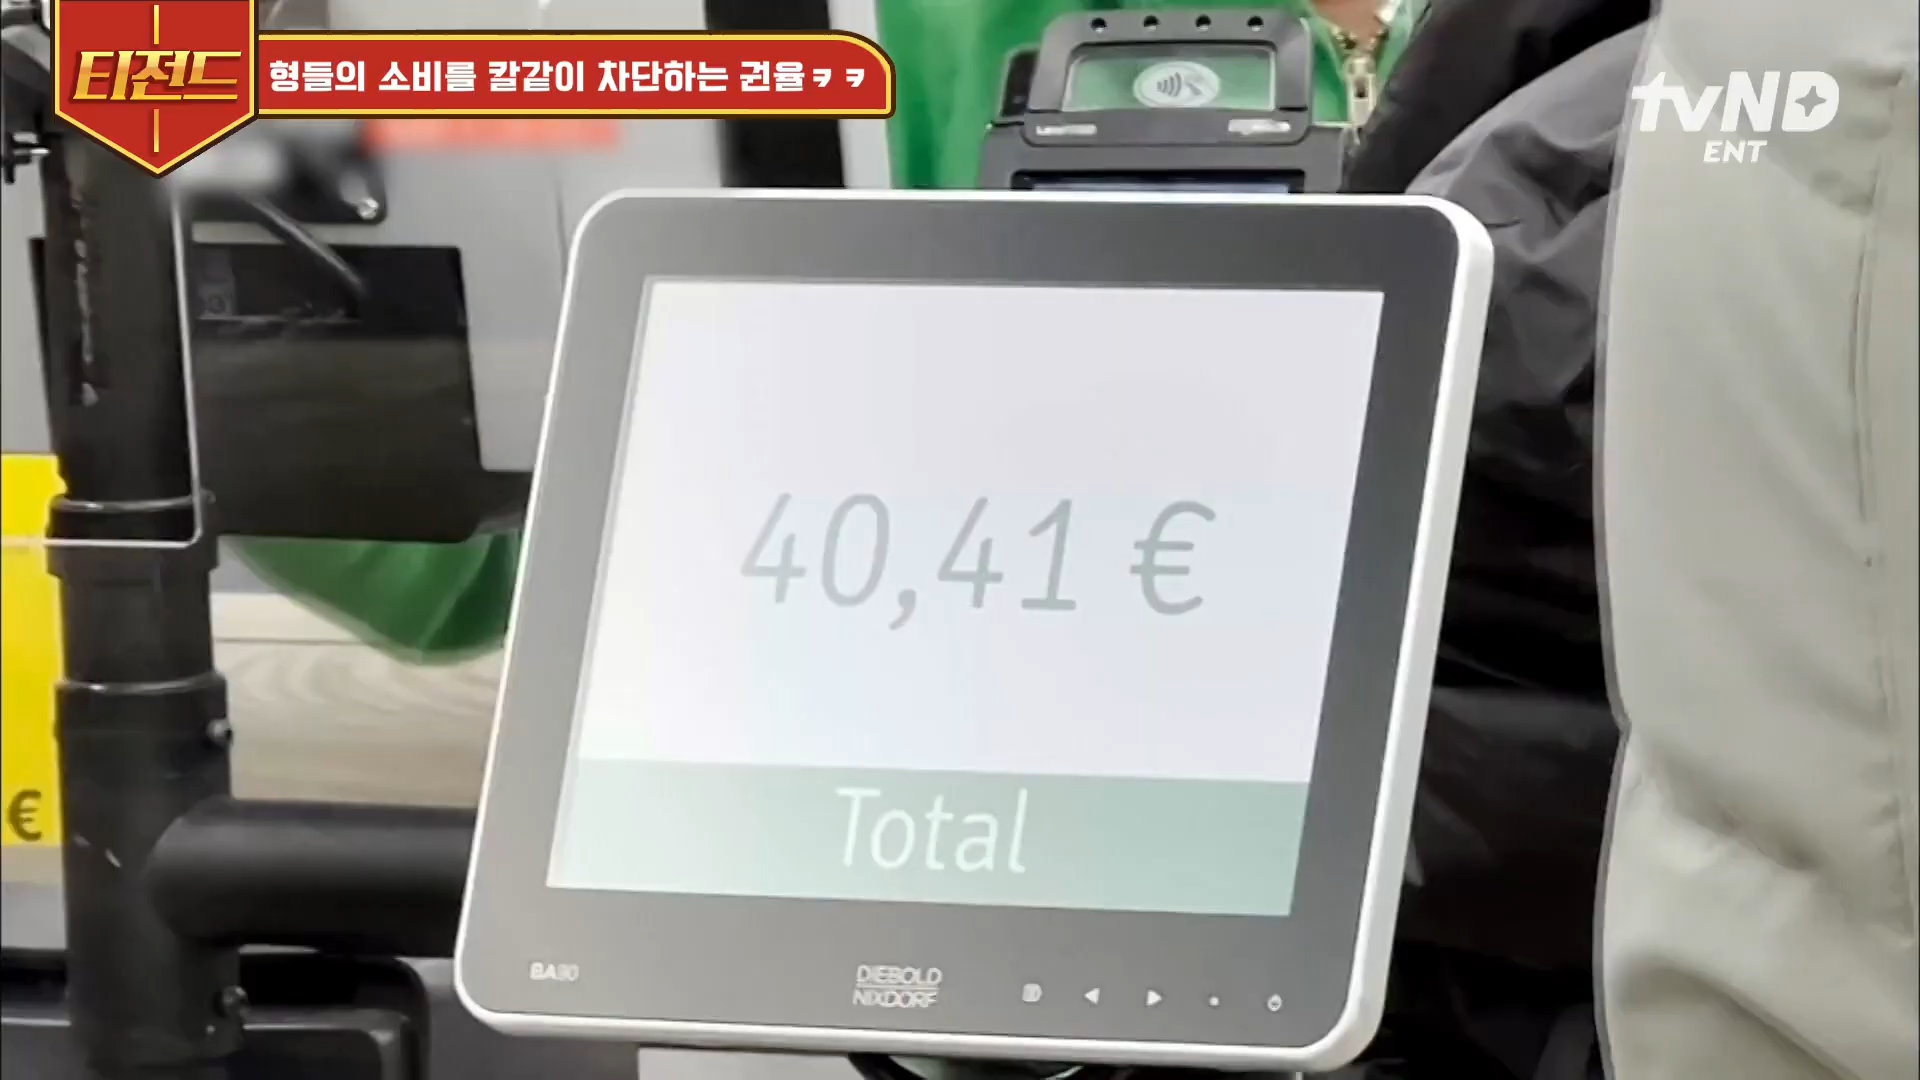 티전드
형들의 소비를 칼같이 차단하는 권율ㅋㅋ
tvND
ENT
40,41 €
Total
€
DIEBOLD
NIXDORF